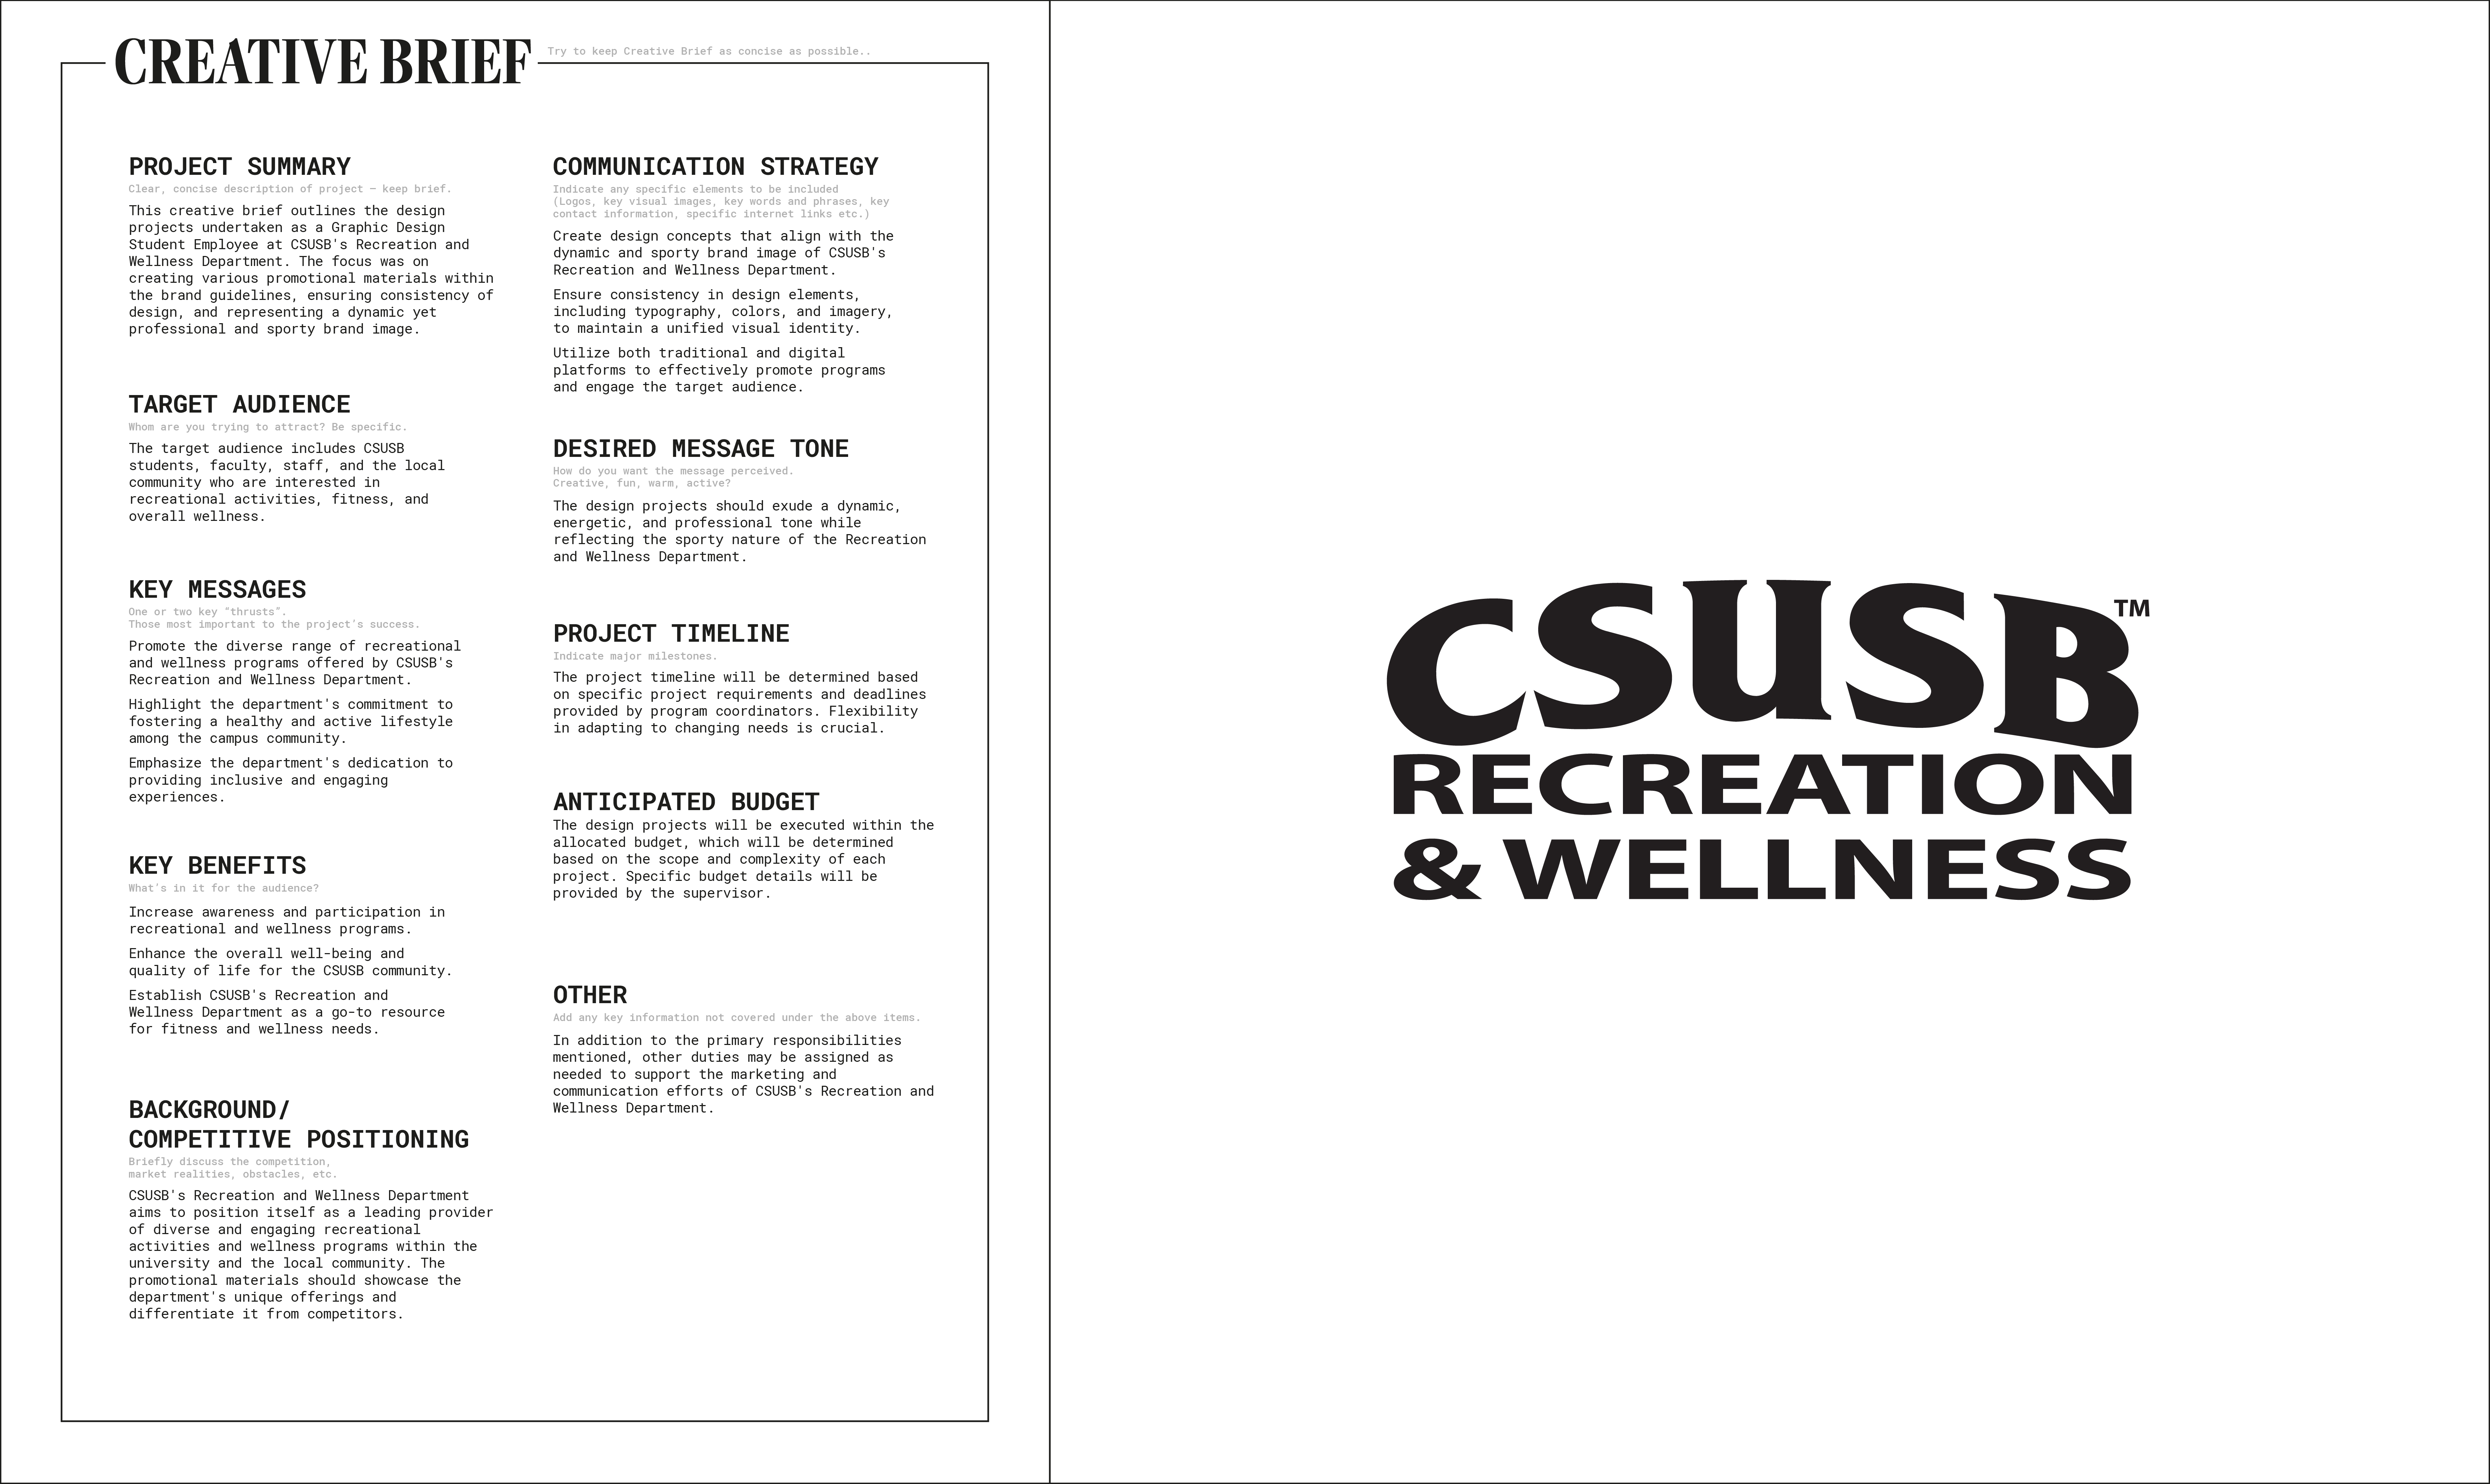 CREATIVE BRIEF
Try to keep Creative Brief as concise as possible..
PROJECT SUMMARY
Clear, concise description of project – keep brief.
This creative brief outlines the design
projects undertaken as a Graphic Design
Student Employee at CSUSB's Recreation and
Wellness Department. The focus was on
creating various promotional materials within
the brand guidelines, ensuring consistency of
design, and representing a dynamic yet
professional and sporty brand image.
TARGET AUDIENCE
Whom are you trying to attract? Be specific.
The target audience includes CSUSB
students, faculty, staff, and the local
community who are interested in
recreational activities, fitness, and
overall wellness.
KEY MESSAGES
One or two key "thrusts".
Those most important to the project's success.
Promote the diverse range of recreational
and wellness programs offered by CSUSB's
Recreation and Wellness Department.
Highlight the department's commitment to
fostering a healthy and active lifestyle
among the campus community.
Emphasize the department's dedication to
providing inclusive and engaging
experiences.
KEY BENEFITS
What's in it for the audience?
Increase awareness and participation in
recreational and wellness programs.
Enhance the overall well-being and
quality of life for the CSUSB community.
Establish CSUSB's Recreation and
Wellness Department as a go-to resource
for fitness and wellness needs.
BACKGROUND/
COMPETITIVE POSITIONING
Briefly discuss the competition,
market realities, obstacles, etc.
CSUSB's Recreation and Wellness Department
aims to position itself as a leading provider
of diverse and engaging recreational
activities and wellness programs within the
university and the local community. The
promotional materials should showcase the
department's unique offerings and
differentiate it from competitors.
COMMUNICATION STRATEGY
Indicate any specific elements to be included
(Logos, key visual images, key words and phrases, key
contact information, specific internet links etc.)
Create design concepts that align with the
dynamic and sporty brand image of CSUSB's
Recreation and Wellness Department.
Ensure consistency in design elements,
including typography, colors, and imagery,
to maintain a unified visual identity.
Utilize both traditional and digital
platforms to effectively promote programs
and engage the target audience.
DESIRED MESSAGE TONE
How do you want the message perceived.
Creative, fun, warm, active?
The design projects should exude a dynamic,
energetic, and professional tone while
reflecting the sporty nature of the Recreation
and Wellness Department.
PROJECT TIMELINE
Indicate major milestones.
The project timeline will be determined based
on specific project requirements and deadlines
provided by program coordinators. Flexibility
in adapting to changing needs is crucial.
ANTICIPATED BUDGET
The design projects will be executed within the
allocated budget, which will be determined
based on the scope and complexity of each
project. Specific budget details will be
provided by the supervisor.
OTHER
Add any key information not covered under the above items.
In addition to the primary responsibilities
mentioned, other duties may be assigned as
needed to support the marketing and
communication efforts of CSUSB's Recreation and
Wellness Department.
CSUSB™
RECREATION
& WELLNESS